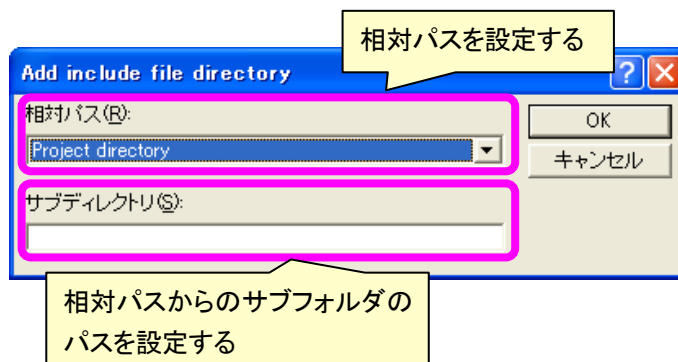 相対パスを設定する
Add include file directory
相対パス(R):
OK
Project directory
キャンセル
サブディレクトリ(S):
相対パスからのサブフォルダの
パスを設定する